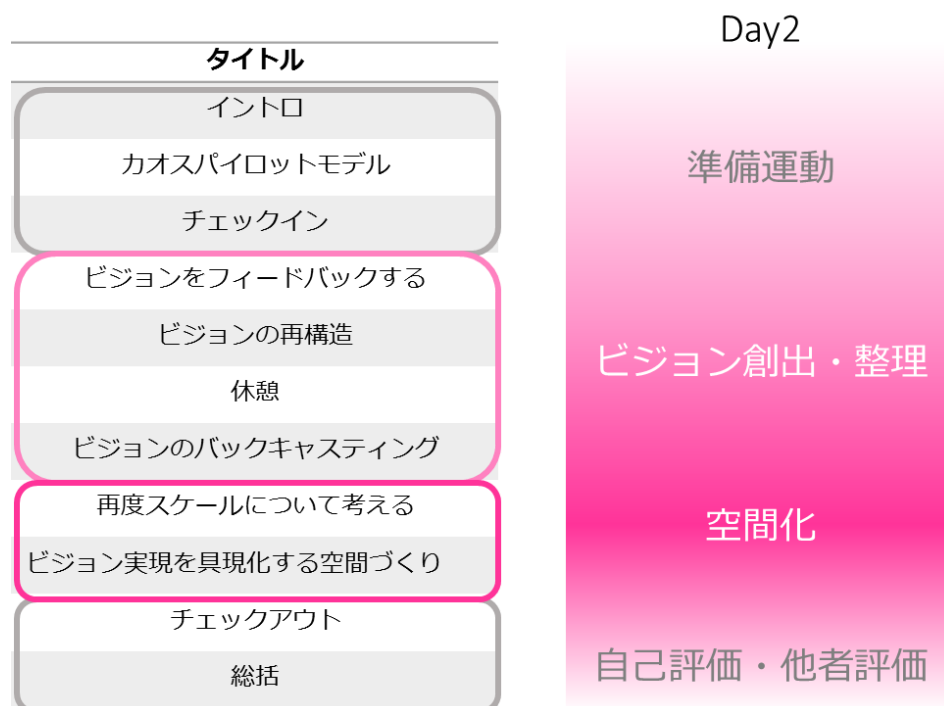 Day2
タイトル
イントロ
カオスパイロットモデル
チェックイン
準備運動
ビジョンをフィードバックする
ビジョンの再構造
休憩
ビジョンのバックキャスティング
ビジョン創出・整理
再度スケールについて考える
ビジョン実現を具現化する空間づくり
空間化
チェックアウト
総括
自己評価・他者評価